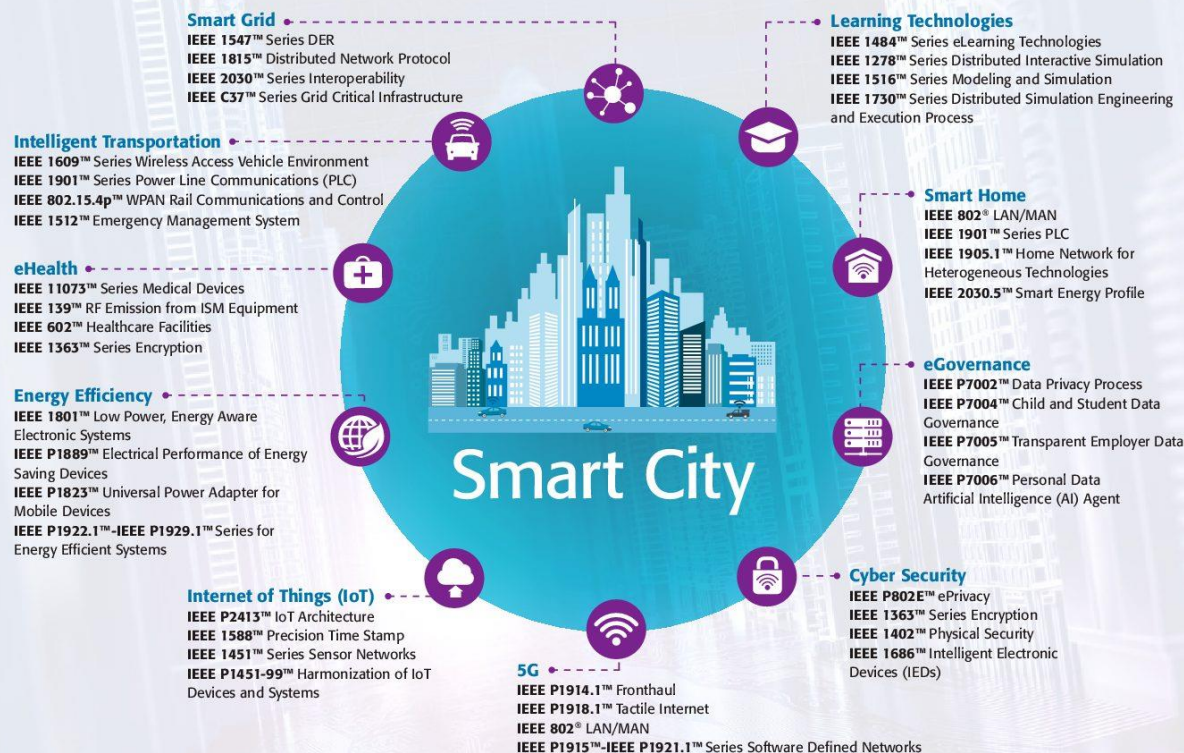 Smart Grid
IEEE 1547™ Series DER
IEEE 1815™ Distributed Network Protocol
IEEE 2030™ Series Interoperability
IEEE C37™ Series Grid Critical Infrastructure
Learning Technologies
IEEE 1484™ Series eLearning Technologies
IEEE 1278™ Series Distributed Interactive Simulation
IEEE 1516™ Series Modeling and Simulation
IEEE 1730™ Series Distributed Simulation Engineering
and Execution Process
Intelligent Transportation
IEEE 1609™ Series Wireless Access Vehicle Environment
IEEE 1901™ Series Power Line Communications (PLC)
IEEE 802.15.4p™ WPAN Rail Communications and Control
IEEE 1512™ Emergency Management System
Smart Home
IEEE 802® LAN/MAN
IEEE 1901™ Series PLC
IEEE 1905.1™ Home Network for
Heterogeneous Technologies
IEEE 2030.5™ Smart Energy Profile
eHealth
IEEE 11073™ Series Medical Devices
IEEE 139™ RF Emission from ISM Equipment
IEEE 602™ Healthcare Facilities
IEEE 1363™ Series Encryption
eGovernance
IEEE P7002™ Data Privacy Process
IEEE P7004™ Child and Student Data
Governance
IEEE P7005™ Transparent Employer Data
Governance
IEEE P7006™ Personal Data
Artificial Intelligence (AI) Agent
Energy Efficiency
IEEE 1801™ Low Power, Energy Aware
Electronic Systems
IEEE P1889™ Electrical Performance of Energy
Saving Devices
IEEE P1823™ Universal Power Adapter for
Mobile Devices
IEEE P1922.1™-IEEE P1929.1™ Series for
Energy Efficient Systems
Smart City
Internet of Things (IoT)
IEEE P2413™ IoT Architecture
IEEE 1588™ Precision Time Stamp
IEEE 1451™ Series Sensor Networks
IEEE P1451-99™ Harmonization of IoT
Devices and Systems
Cyber Security
IEEE P802E™ ePrivacy
IEEE 1363™ Series Encryption
IEEE 1402™ Physical Security
IEEE 1686™ Intelligent Electronic
Devices (IEDs)
5G
IEEE P1914.1™ Fronthaul
IEEE P1918.1™ Tactile Internet
IEEE 802® LAN/MAN
IEEE P1915™-IEEE P1921.1™ Series Software Defined Networks